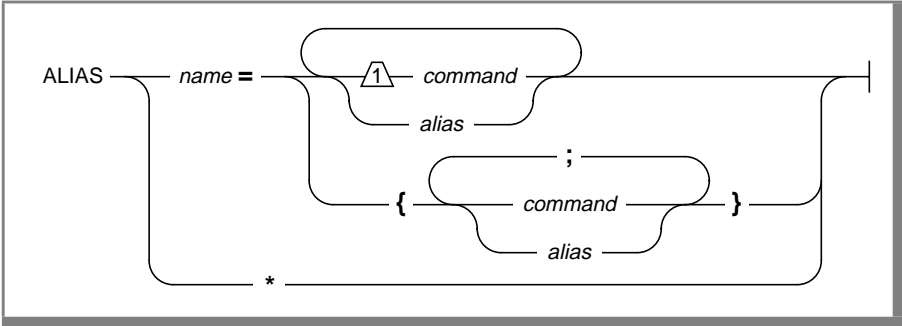 ALIAS name = 1 command
alias
;
{ command }
alias
*